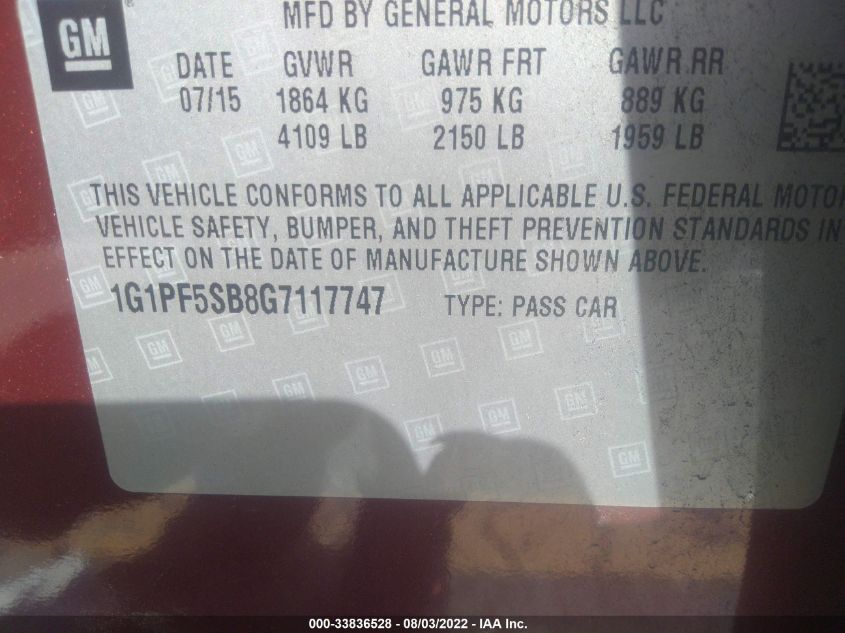 GM
MFD BY GENERAL MOTORS LLC
DATE GVWR GAWR FRT GAWR RR
07/15 1864 KG 975 KG 889 KG
4109 LB 2150 LB 1959 LB
THIS VEHICLE CONFORMS TO ALL APPLICABLE U.S. FEDERAL MOTOR
VEHICLE SAFETY, BUMPER, AND THEFT PREVENTION STANDARDS IN
EFFECT ON THE DATE OF MANUFACTURE SHOWN ABOVE.
1G1PF5SB8G7117747 TYPE: PASS CAR
000-33836528 - 08/03/2022 - IAA Inc.